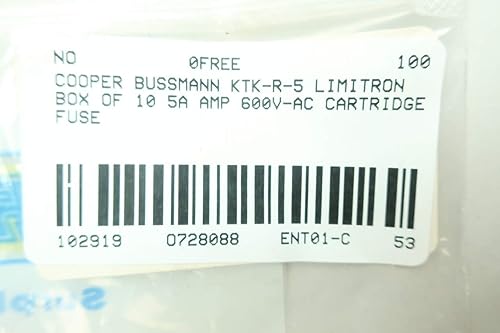 NO 0FREE 100
COOPER BUSSMANN KTK-R-5 LIMITRON
BOX OF 10 5A AMP 600V-AC CARTRIDGE
FUSE
102919 0728088 ENT01-C 53